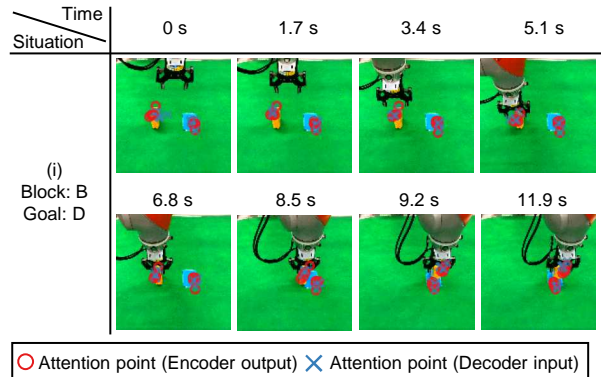 Time
Situation
0 s 1.7 s 3.4 s 5.1 s
(i)
Block: B
Goal: D
6.8 s 8.5 s 9.2 s 11.9 s
Attention point (Encoder output) Attention point (Decoder input)